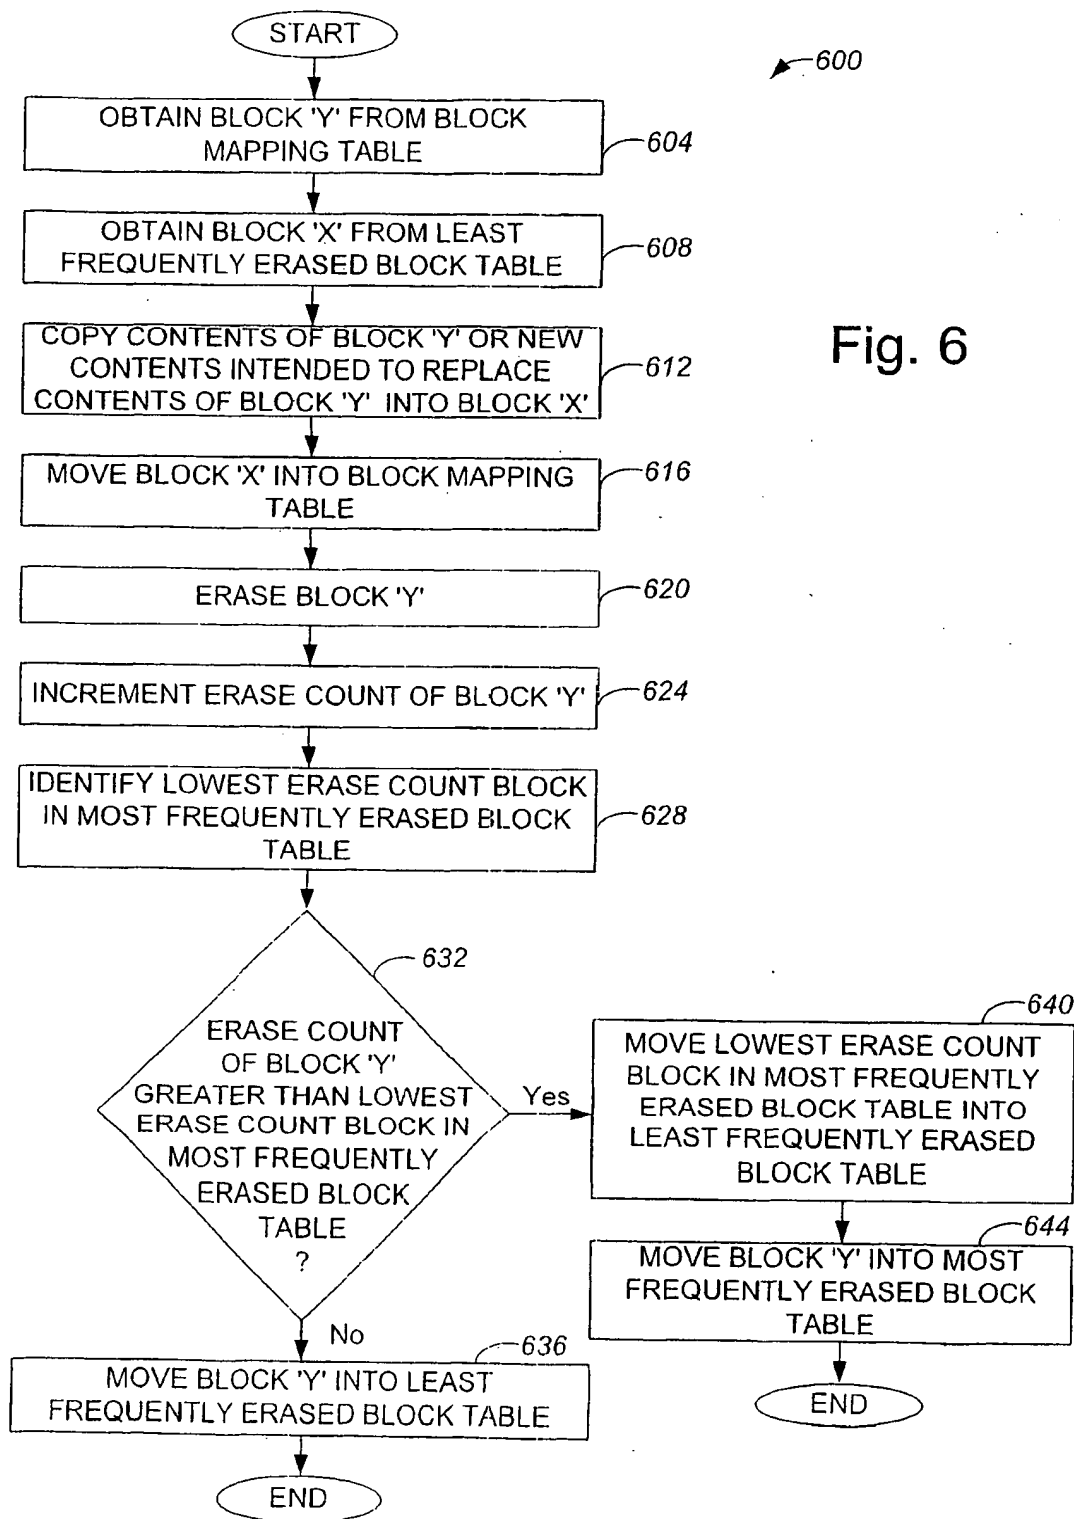 START
600
OBTAIN BLOCK 'Y' FROM BLOCK
MAPPING TABLE
604
OBTAIN BLOCK 'X' FROM LEAST
FREQUENTLY ERASED BLOCK TABLE
608
COPY CONTENTS OF BLOCK 'Y' OR NEW
CONTENTS INTENDED TO REPLACE
CONTENTS OF BLOCK 'Y' INTO BLOCK 'X'
612
Fig. 6
MOVE BLOCK 'X' INTO BLOCK MAPPING
TABLE
616
ERASE BLOCK 'Y'
620
INCREMENT ERASE COUNT OF BLOCK 'Y'
624
IDENTIFY LOWEST ERASE COUNT BLOCK
IN MOST FREQUENTLY ERASED BLOCK
TABLE
628
632
ERASE COUNT
OF BLOCK 'Y'
GREATER THAN LOWEST
ERASE COUNT BLOCK IN
MOST FREQUENTLY
ERASED BLOCK
TABLE
?
Yes
640
MOVE LOWEST ERASE COUNT
BLOCK IN MOST FREQUENTLY
ERASED BLOCK TABLE INTO
LEAST FREQUENTLY ERASED
BLOCK TABLE
644
MOVE BLOCK 'Y' INTO MOST
FREQUENTLY ERASED BLOCK
TABLE
END
No
636
MOVE BLOCK 'Y' INTO LEAST
FREQUENTLY ERASED BLOCK TABLE
END